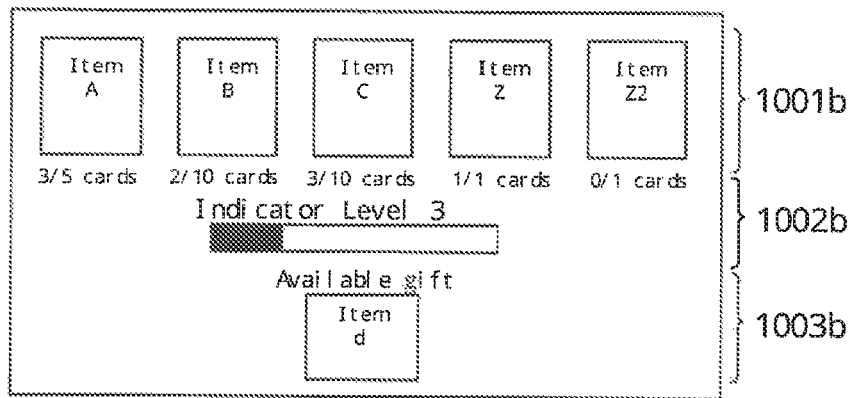 Item A
Item B
Item C
Item Z
Item Z2
1001b
3/5 cards 2/10 cards 3/10 cards 1/1 cards 0/1 cards
Indicator Level 3
1002b
Available gift
Item d
1003b